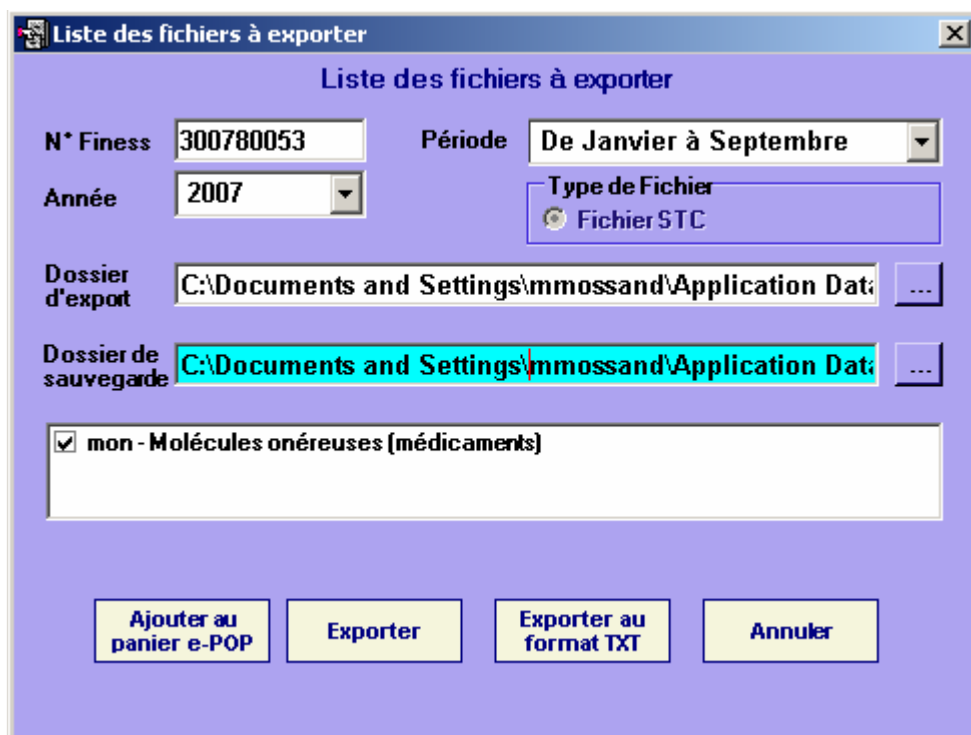 Liste des fichiers à exporter
Liste des fichiers à exporter
N° Finess 300780053 Période De Janvier à Septembre
Année 2007 Type de Fichier
Fichier STC
Dossier
d'export C:\Documents and Settings\mmossand\Application Data ...
Dossier de
sauvegarde C:\Documents and Settings\mmossand\Application Data ...
mon - Molécules onéreuses (médicaments)
Ajouter au
panier e-POP
Exporter
Exporter au
format TXT
Annuler